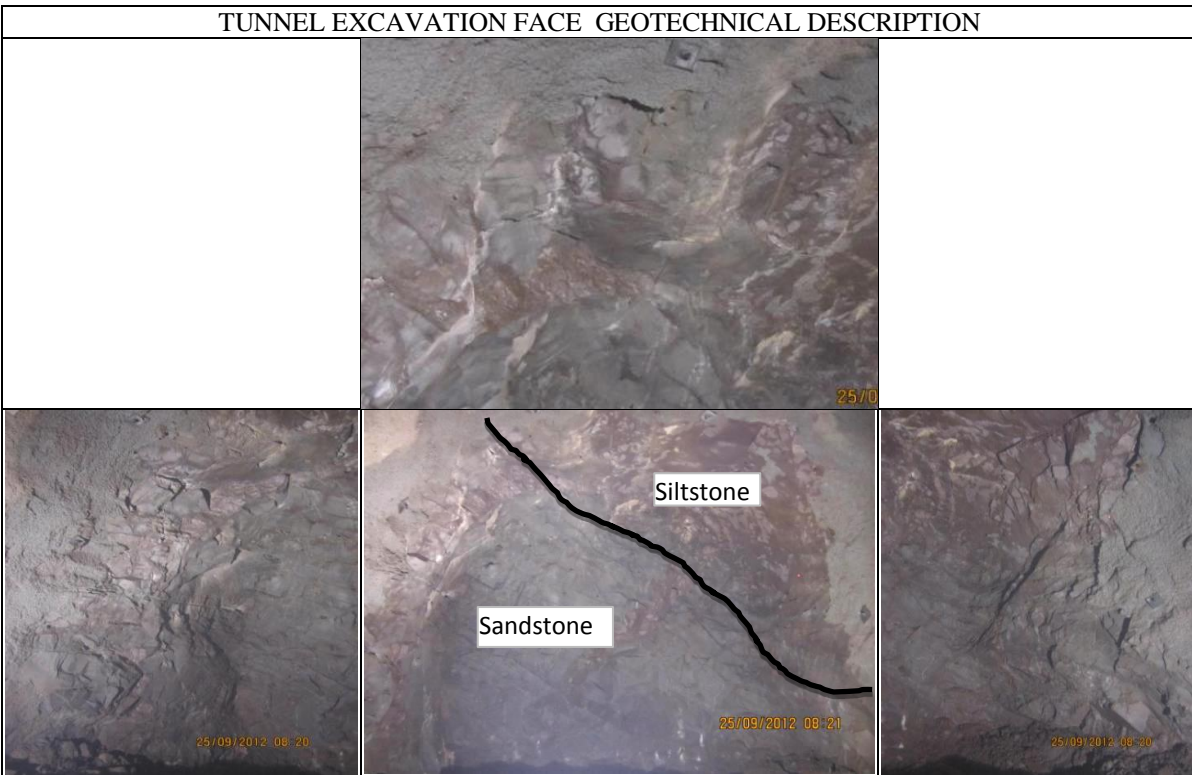 TUNNEL EXCAVATION FACE GEOTECHNICAL DESCRIPTION
25/0
Siltstone
Sandstone
25/09/2012 08:20
25/09/2012 08:21
25/09/2012 08:20